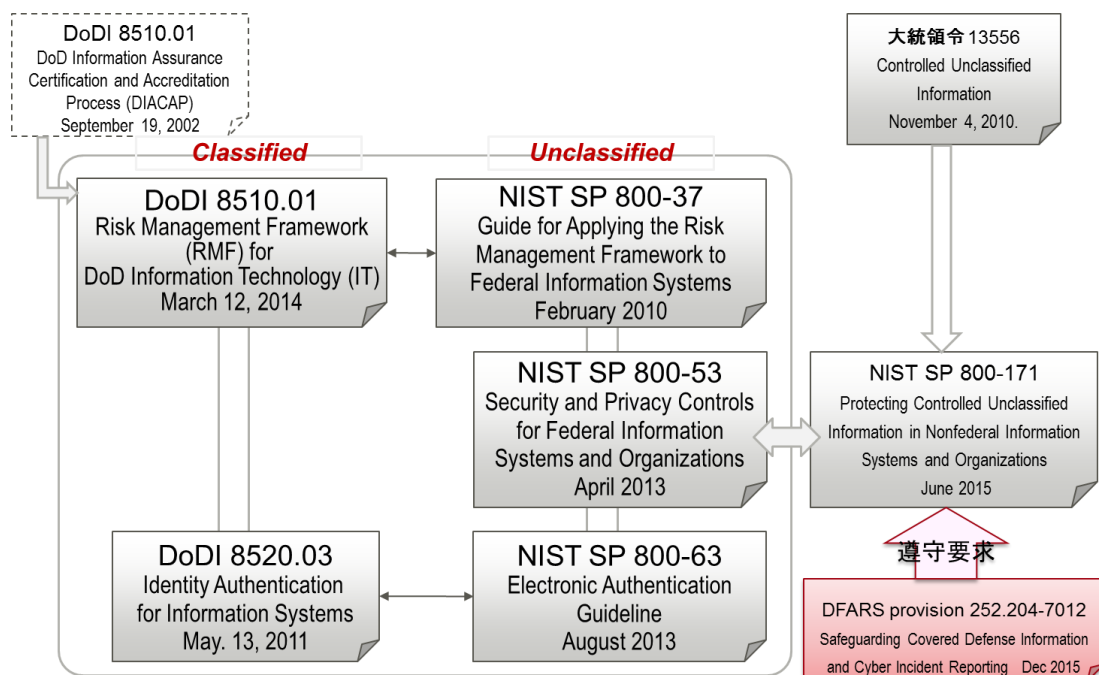 DoDI 8510.01
DoD Information Assurance
Certification and Accreditation
Process (DIACAP)
September 19, 2002
大統領令 13556
Controlled Unclassified
Information
November 4, 2010.
Classified
Unclassified
DoDI 8510.01
Risk Management Framework
(RMF) for
DoD Information Technology (IT)
March 12, 2014
NIST SP 800-37
Guide for Applying the Risk
Management Framework to
Federal Information Systems
February 2010
NIST SP 800-53
Security and Privacy Controls
for Federal Information
Systems and Organizations
April 2013
NIST SP 800-171
Protecting Controlled Unclassified
Information in Nonfederal Information
Systems and Organizations
June 2015
DoDI 8520.03
Identity Authentication
for Information Systems
May. 13, 2011
NIST SP 800-63
Electronic Authentication
Guideline
August 2013
遵守要求
DFARS provision 252.204-7012
Safeguarding Covered Defense Information
and Cyber Incident Reporting Dec 2015